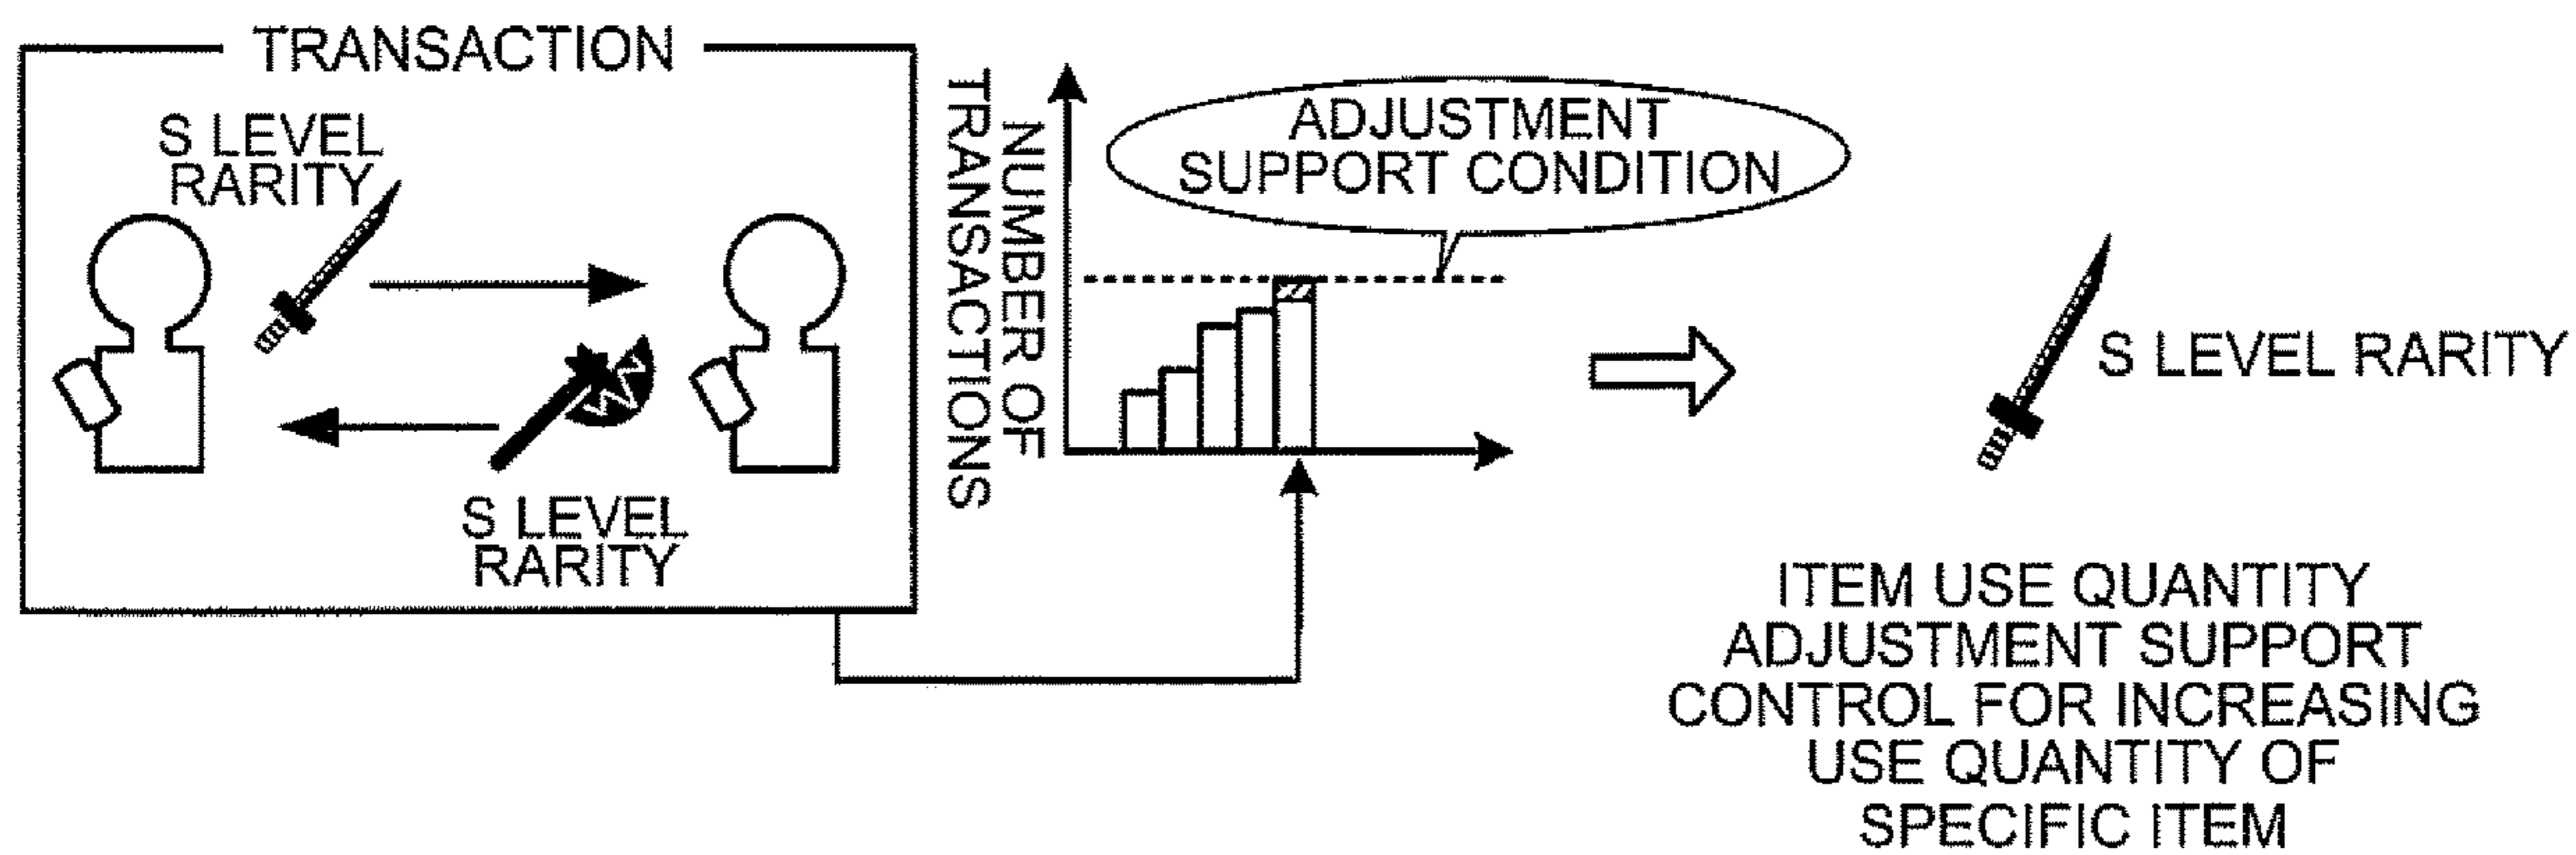 TRANSACTION
S LEVEL
RARITY
S LEVEL
RARITY
NUMBER OF
TRANSACTIONS
ADJUSTMENT
SUPPORT CONDITION
S LEVEL RARITY
ITEM USE QUANTITY
ADJUSTMENT SUPPORT
CONTROL FOR INCREASING
USE QUANTITY OF
SPECIFIC ITEM